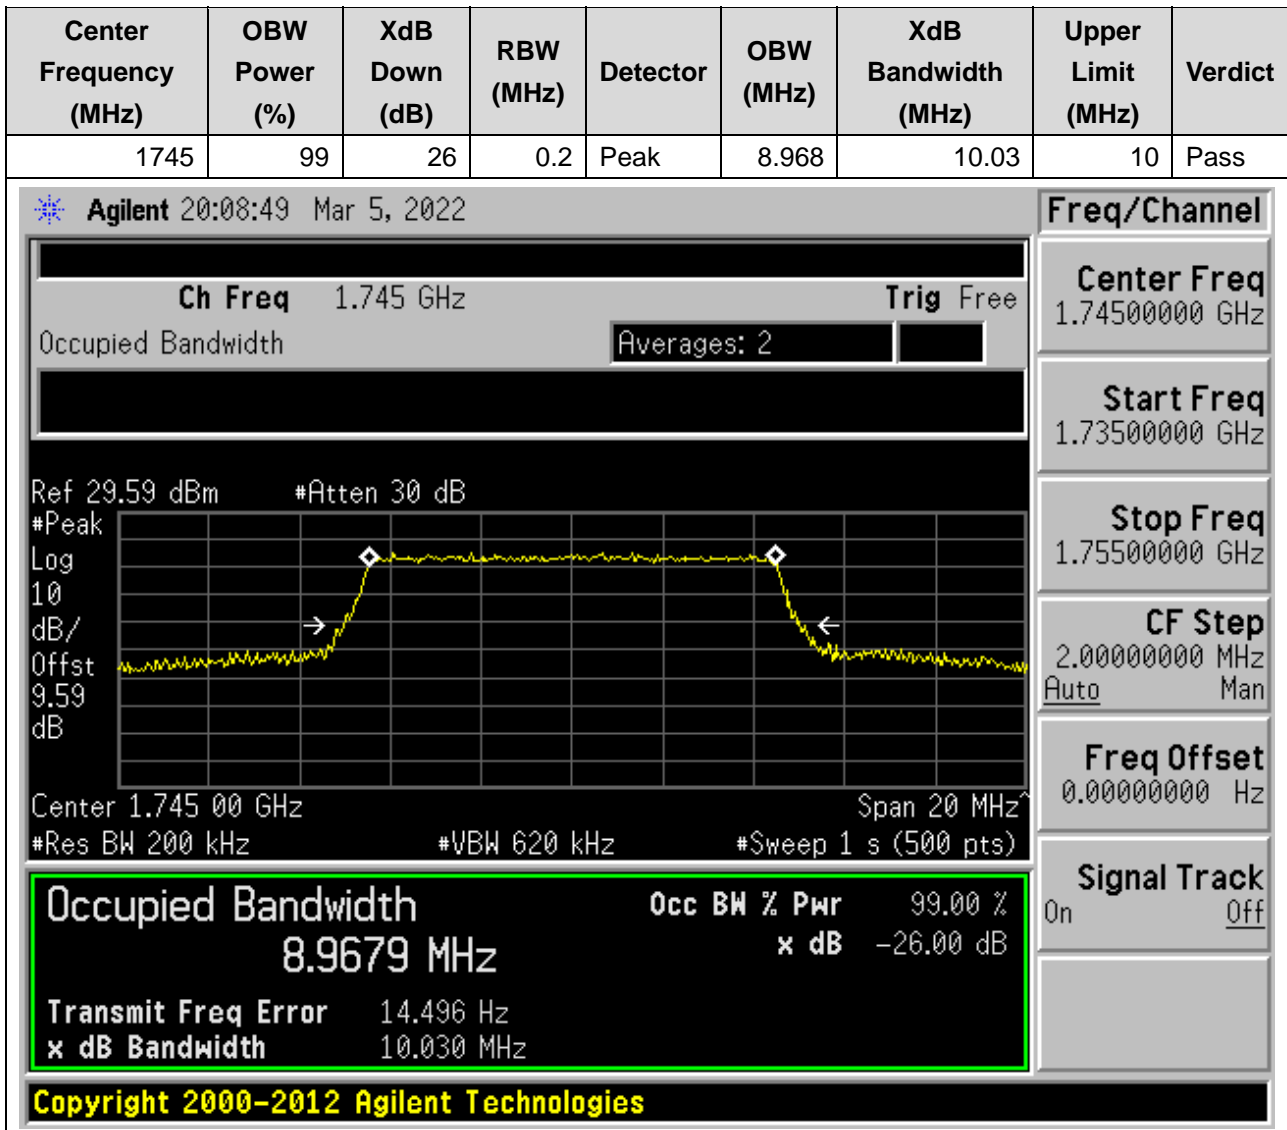 Center Frequency (MHz) OBW Power (%) XdB Down (dB) RBW (MHz) Detector OBW (MHz) XdB Bandwidth (MHz) Upper Limit (MHz) Verdict
1745 99 26 0.2 Peak 8.968 10.03 10 Pass
Agilent 20:08:49 Mar 5, 2022
Ch Freq 1.745 GHz Trig Free
Occupied Bandwidth Averages: 2
Ref 29.59 dBm #Atten 30 dB
#Peak
Log
10
dB/
Offst
9.59
dB
Center 1.745 00 GHz Span 20 MHz^
#Res BW 200 kHz #VBW 620 kHz #Sweep 1 s (500 pts)
Occupied Bandwidth Occ BW % Pwr 99.00 %
8.9679 MHz x dB -26.00 dB
Transmit Freq Error 14.496 Hz
x dB Bandwidth 10.030 MHz
Copyright 2000-2012 Agilent Technologies
Freq/Channel
Center Freq
1.74500000 GHz
Start Freq
1.73500000 GHz
Stop Freq
1.75500000 GHz
CF Step
2.00000000 MHz
Auto Man
Freq Offset
0.00000000 Hz
Signal Track
On Off